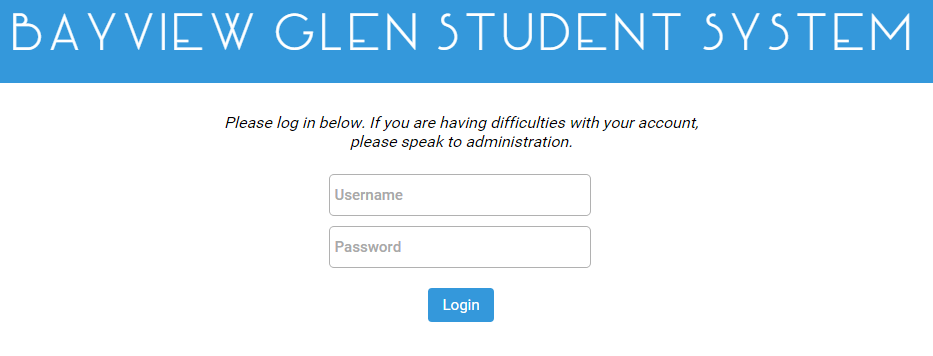 BAYVIEW GLEN STUDENT SYSTEM
Please log in below. If you are having difficulties with your account,
please speak to administration.
Username
Password
Login